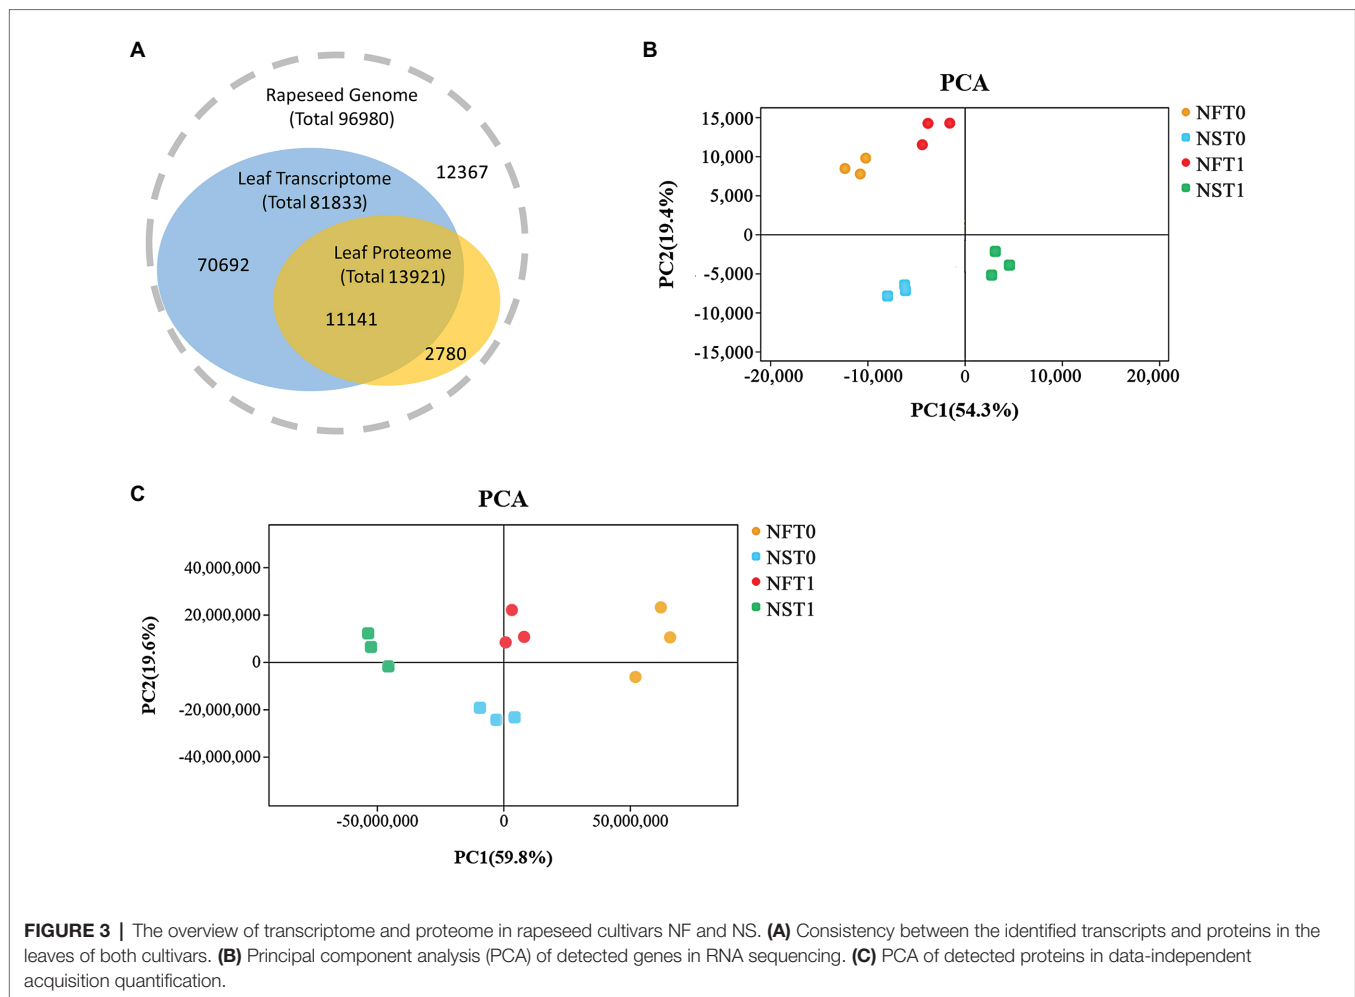 A
Rapeseed Genome
(Total 96980)
12367
Leaf Transcriptome
(Total 81833)
70692
Leaf Proteome
(Total 13921)
11141
2780
B
PCA
15,000
10,000
5,000
0
-5,000
-10,000
-15,000
PC2(19.4%)
-20,000 -10,000 0 10,000 20,000
PC1(54.3%)
NFT0
NST0
NFT1
NST1
C
PCA
40,000,000
20,000,000
0
-20,000,000
-40,000,000
PC2(19.6%)
-50,000,000 0 50,000,000
PC1(59.8%)
NFT0
NST0
NFT1
NST1
FIGURE 3 | The overview of transcriptome and proteome in rapeseed cultivars NF and NS. (A) Consistency between the identified transcripts and proteins in the
leaves of both cultivars. (B) Principal component analysis (PCA) of detected genes in RNA sequencing. (C) PCA of detected proteins in data-independent
acquisition quantification.